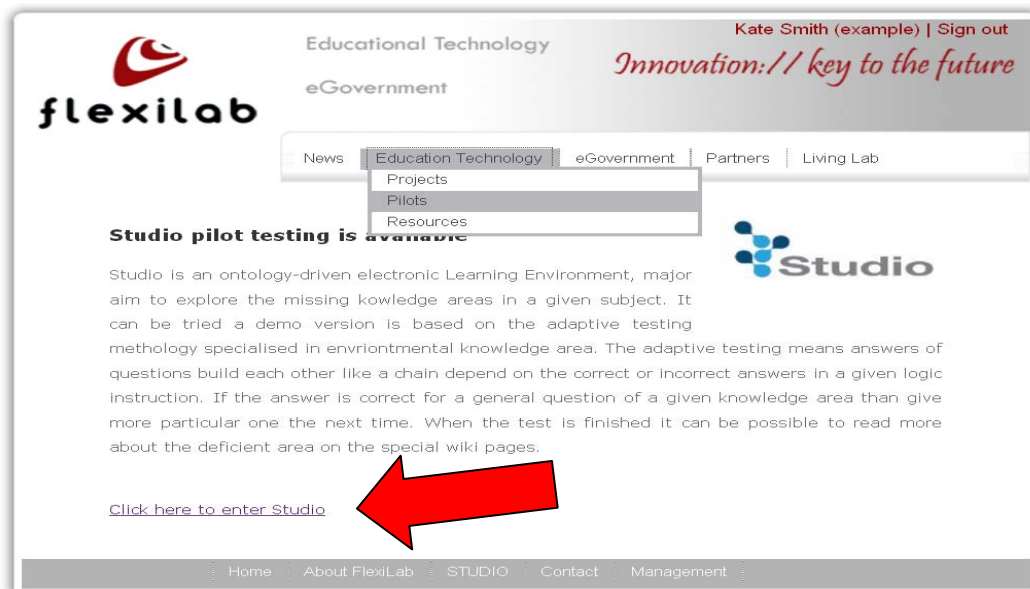 Kate Smith (example) | Sign out
Educational Technology
Innovation:// key to the future
eGovernment
flexilab
News Education Technology eGovernment Partners Living Lab
Projects
Pilots
Resources
Studio pilot testing is available
Studio
Studio is an ontology-driven electronic Learning Environment, major
aim to explore the missing kowledge areas in a given subject. It
can be tried a demo version is based on the adaptive testing
methology specialised in envriontmental knowledge area. The adaptive testing means answers of
questions build each other like a chain depend on the correct or incorrect answers in a given logic
instruction. If the answer is correct for a general question of a given knowledge area than give
more particular one the next time. When the test is finished it can be possible to read more
about the deficient area on the special wiki pages.
Click here to enter Studio
Home About FlexiLab STUDIO Contact Management